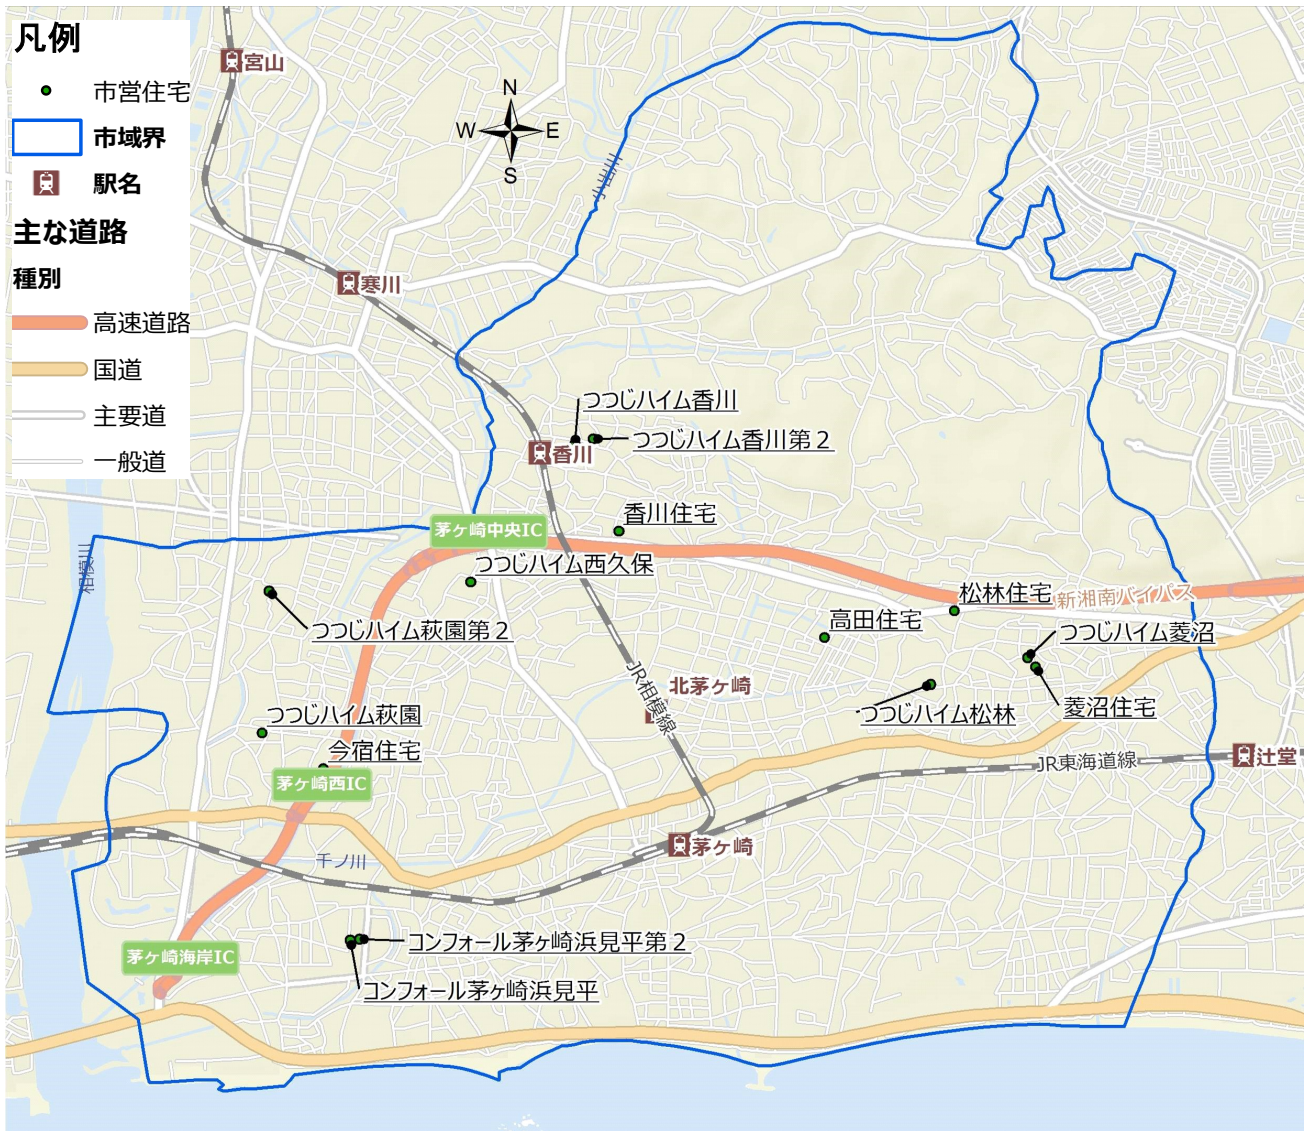 凡例
市営住宅
市域界
駅名
主な道路
種別
高速道路
国道
主要道
一般道
宮山
N
W
E
S
小出川
寒川
つつじハイム香川
つつじハイム香川第2
香川
香川住宅
茅ヶ崎中央IC
つつじハイム西久保
相模川
松林住宅
新湘南バイパス
高田住宅
つつじハイム菱沼
つつじハイム萩園第2
JR相模線
北茅ヶ崎
つつじハイム松林
菱沼住宅
つつじハイム萩園
今宿住宅
茅ヶ崎西IC
JR東海道線
辻堂
茅ヶ崎
千ノ川
コンフォール茅ヶ崎浜見平第2
茅ヶ崎海岸IC
コンフォール茅ヶ崎浜見平